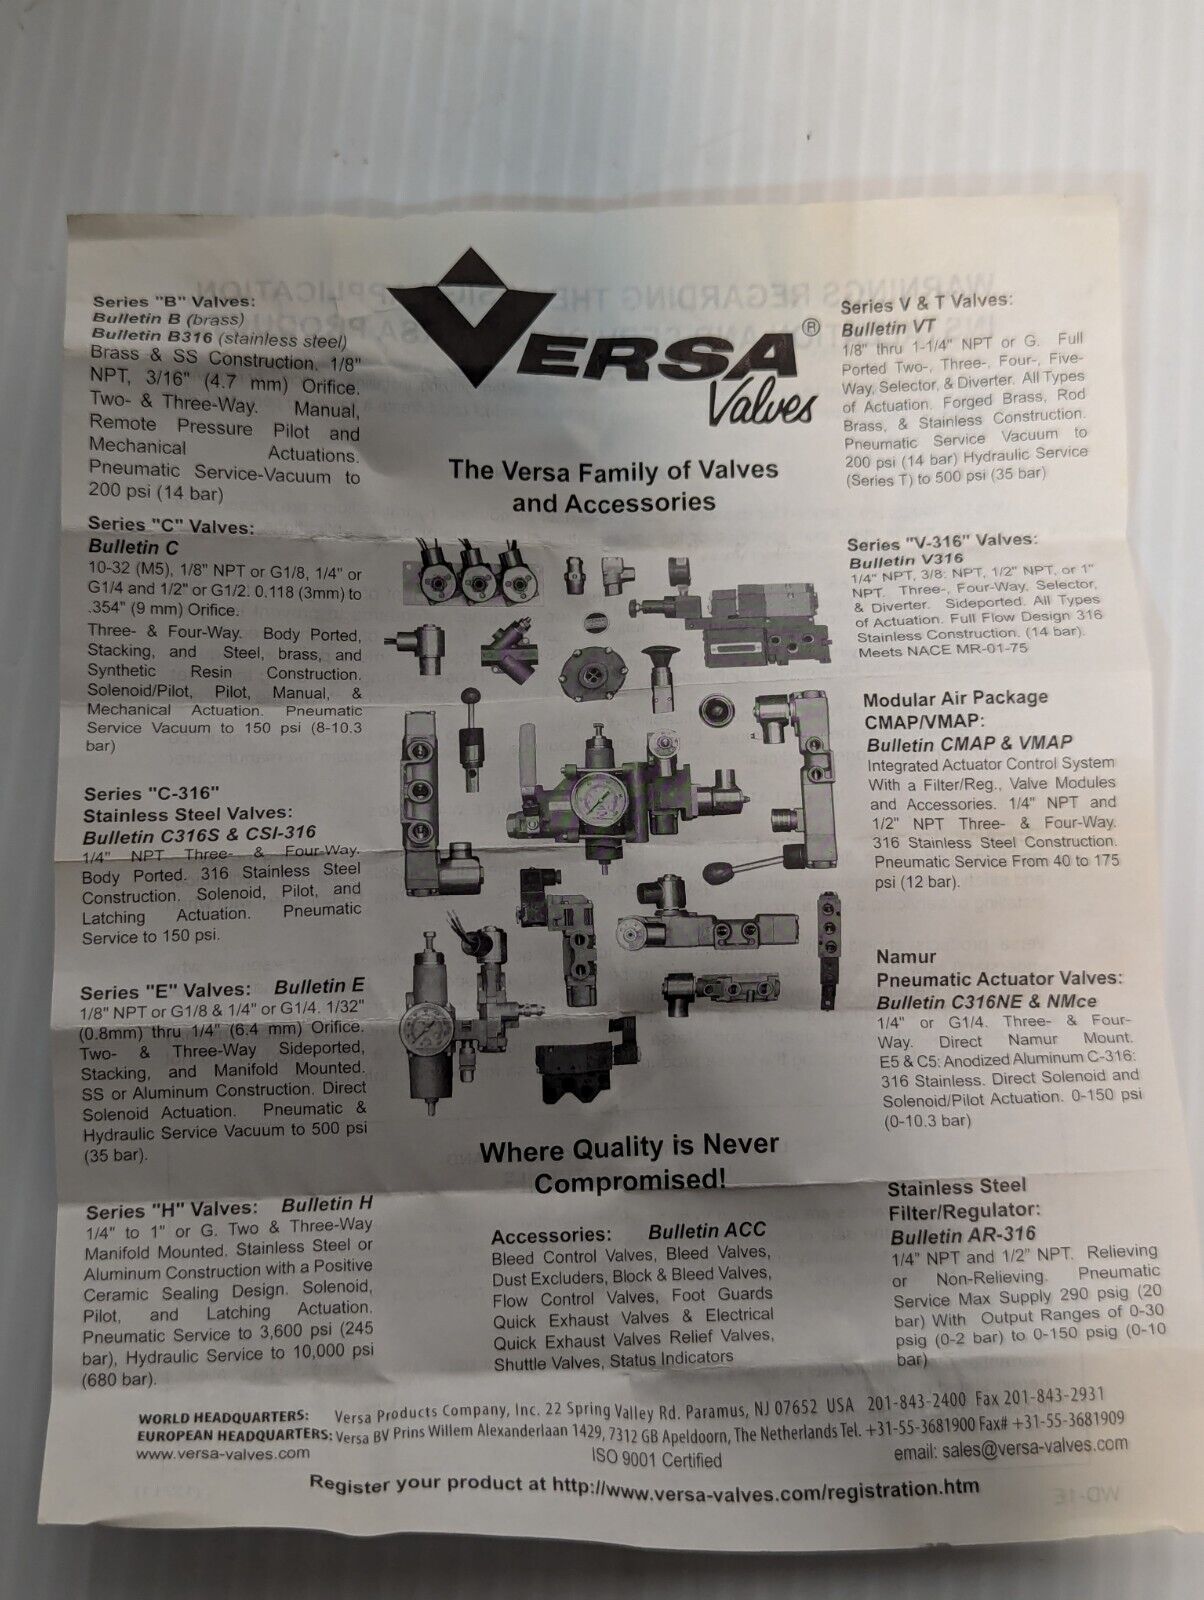 VERSA®
Valves
The Versa Family of Valves
and Accessories
Series "B" Valves:
Bulletin B (brass)
Bulletin B316 (stainless steel)
Brass & SS Construction. 1/8"
NPT, 3/16" (4.7 mm) Orifice.
Two- & Three-Way. Manual,
Remote Pressure Pilot and
Mechanical Actuations.
Pneumatic Service-Vacuum to
200 psi (14 bar)
Series "C" Valves:
Bulletin C
10-32 (M5), 1/8" NPT or G1/8, 1/4" or
G1/4 and 1/2" or G1/2. 0.118 (3mm) to
.354" (9 mm) Orifice.
Three- & Four-Way. Body Ported,
Stacking, and Steel, brass, and
Synthetic Resin Construction.
Solenoid/Pilot, Pilot, Manual, &
Mechanical Actuation. Pneumatic
Service Vacuum to 150 psi (8-10.3
bar)
Series "C-316"
Stainless Steel Valves:
Bulletin C316S & CSI-316
1/4" NPT Three- & Four-Way.
Body Ported. 316 Stainless Steel
Construction. Solenoid, Pilot, and
Latching Actuation. Pneumatic
Service to 150 psi.
Series "E" Valves: Bulletin E
1/8" NPT or G1/8 & 1/4" or G1/4. 1/32"
(0.8mm) thru 1/4" (6.4 mm) Orifice.
Two- & Three-Way Sideported,
Stacking, and Manifold Mounted.
SS or Aluminum Construction. Direct
Solenoid Actuation. Pneumatic &
Hydraulic Service Vacuum to 500 psi
(35 bar).
Series "H" Valves: Bulletin H
1/4" to 1" or G. Two & Three-Way
Manifold Mounted. Stainless Steel or
Aluminum Construction with a Positive
Ceramic Sealing Design. Solenoid,
Pilot, and Latching Actuation.
Pneumatic Service to 3,600 psi (245
bar), Hydraulic Service to 10,000 psi
(680 bar).
Where Quality is Never
Compromised!
Accessories: Bulletin ACC
Bleed Control Valves, Bleed Valves,
Dust Excluders, Block & Bleed Valves,
Flow Control Valves, Foot Guards
Quick Exhaust Valves & Electrical
Quick Exhaust Valves Relief Valves,
Shuttle Valves, Status Indicators
Series V & T Valves:
Bulletin VT
1/8" thru 1-1/4" NPT or G. Full
Ported Two-, Three-, Four-, Five-
Way, Selector, & Diverter. All Types
of Actuation. Forged Brass, Rod
Brass, & Stainless Construction.
Pneumatic Service Vacuum to
200 psi (14 bar) Hydraulic Service
(Series T) to 500 psi (35 bar)
Series "V-316" Valves:
Bulletin V316
1/4" NPT, 3/8: NPT, 1/2" NPT, or 1"
NPT. Three-, Four-Way. Selector,
& Diverter. Sideported. All Types
of Actuation. Full Flow Design 316
Stainless Construction. (14 bar).
Meets NACE MR-01-75
Modular Air Package
CMAP/VMAP:
Bulletin CMAP & VMAP
Integrated Actuator Control System
With a Filter/Reg., Valve Modules
and Accessories. 1/4" NPT and
1/2" NPT Three- & Four-Way.
316 Stainless Steel Construction.
Pneumatic Service From 40 to 175
psi (12 bar).
Namur
Pneumatic Actuator Valves:
Bulletin C316NE & NMce
1/4" or G1/4. Three- & Four-
Way. Direct Namur Mount.
E5 & C5: Anodized Aluminum C-316:
316 Stainless. Direct Solenoid and
Solenoid/Pilot Actuation. 0-150 psi
(0-10.3 bar)
Stainless Steel
Filter/Regulator:
Bulletin AR-316
1/4" NPT and 1/2" NPT. Relieving
or Non-Relieving. Pneumatic
Service Max Supply 290 psig (20
bar) With Output Ranges of 0-30
psig (0-2 bar) to 0-150 psig (0-10
bar)
WORLD HEADQUARTERS: Versa Products Company, Inc. 22 Spring Valley Rd. Paramus, NJ 07652 USA 201-843-2400 Fax 201-843-2931
EUROPEAN HEADQUARTERS: Versa BV Prins Willem Alexanderlaan 1429, 7312 GB Apeldoorn, The Netherlands Tel. +31-55-3681900 Fax# +31-55-3681909
www.versa-valves.com ISO 9001 Certified email: sales@versa-valves.com
Register your product at http://www.versa-valves.com/registration.htm
WD-1E